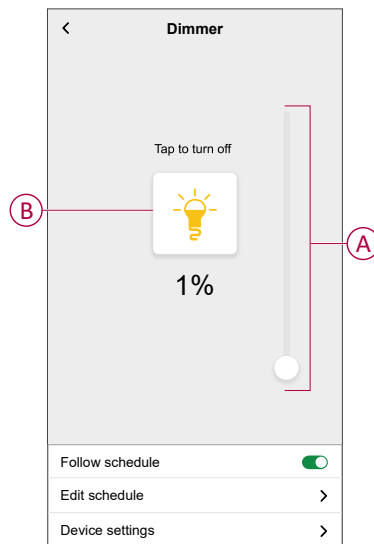 Dimmer
Tap to turn off
B
A
1%
Follow schedule
Edit schedule
Device settings